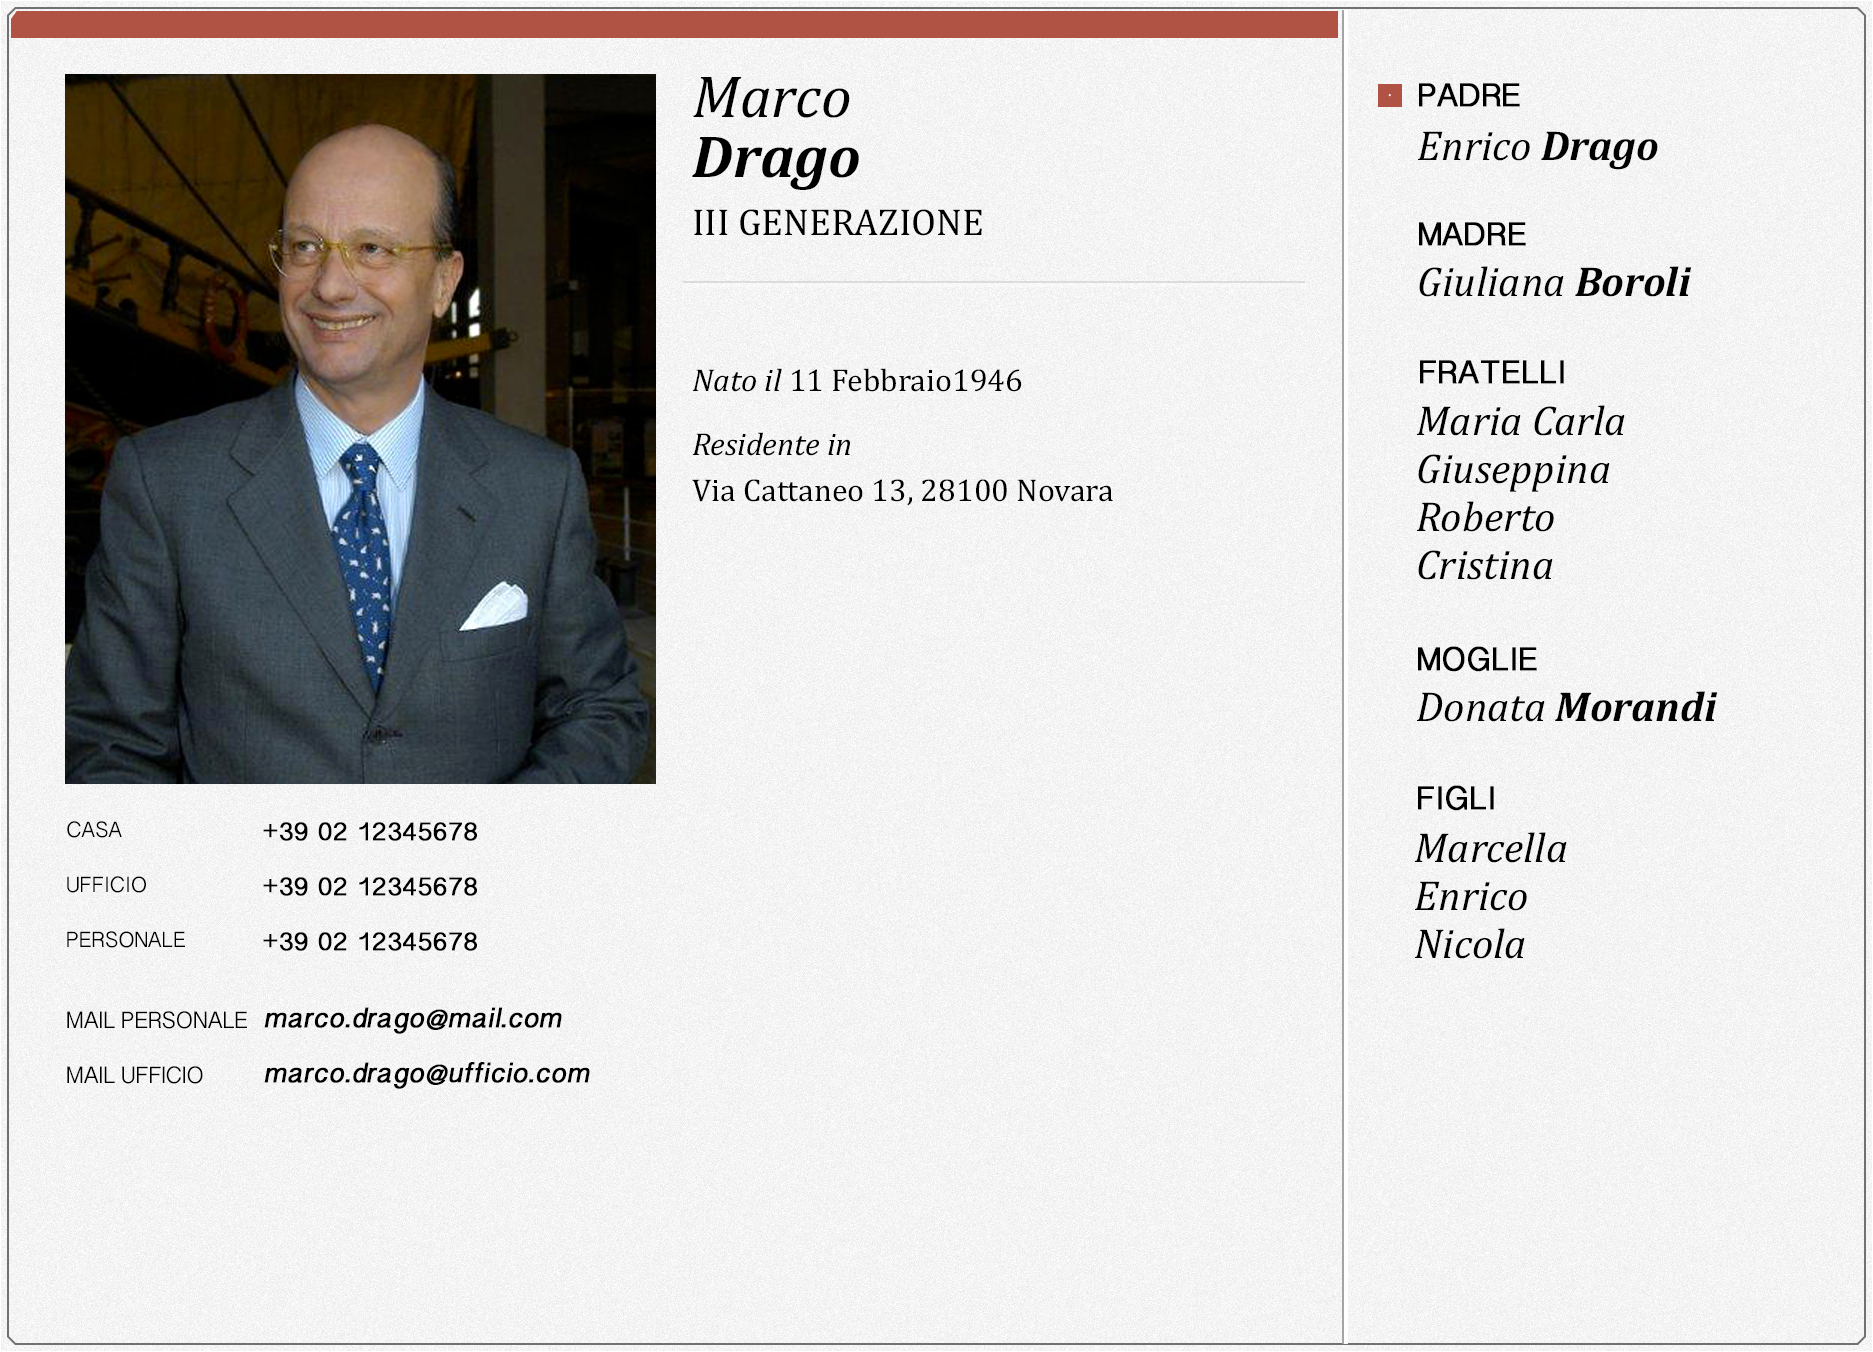 Marco
Drago
III GENERAZIONE
Nato il 11 Febbraio1946
Residente in
Via Cattaneo 13, 28100 Novara
CASA +39 02 12345678
UFFICIO +39 02 12345678
PERSONALE +39 02 12345678
MAIL PERSONALE marco.drago@mail.com
MAIL UFFICIO marco.drago@ufficio.com
PADRE
Enrico Drago
MADRE
Giuliana Boroli
FRATELLI
Maria Carla
Giuseppina
Roberto
Cristina
MOGLIE
Donata Morandi
FIGLI
Marcella
Enrico
Nicola